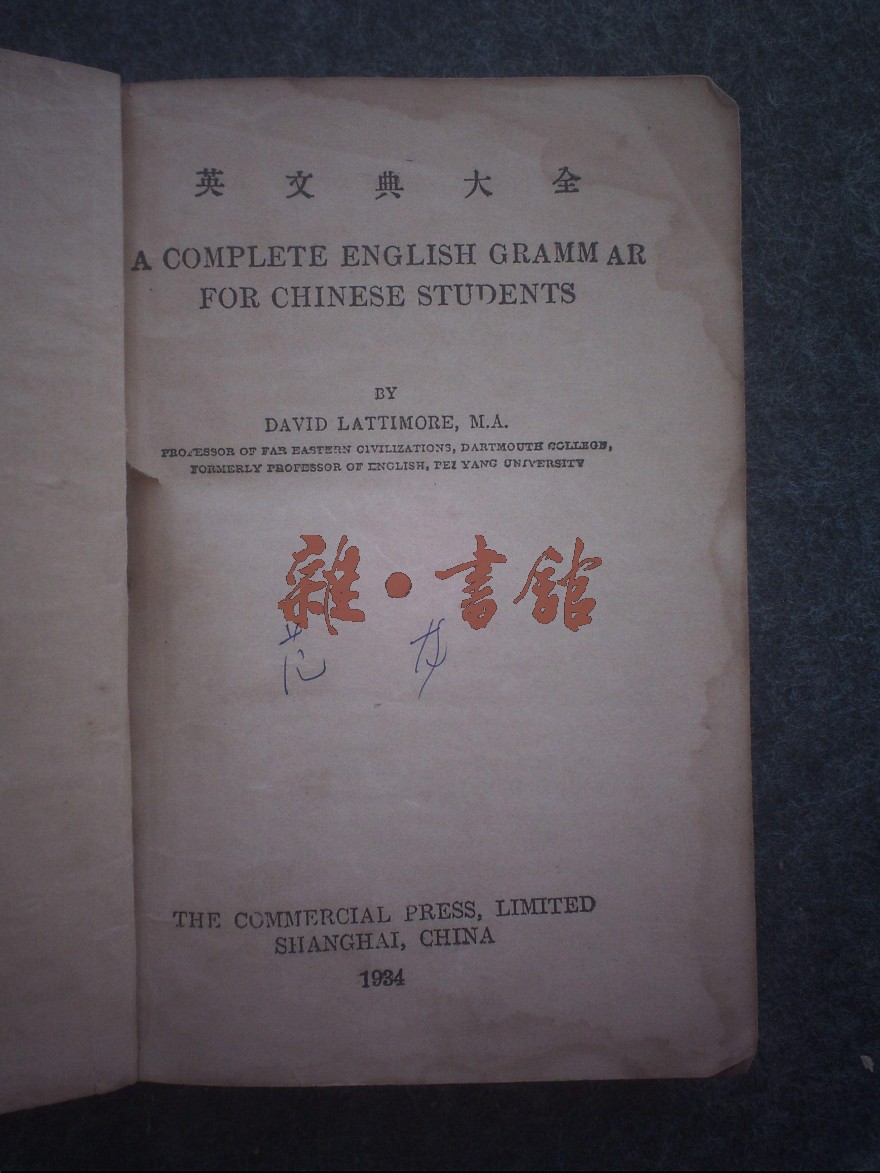 英文典大全
A COMPLETE ENGLISH GRAMMAR
FOR CHINESE STUDENTS
BY
DAVID LATTIMORE, M.A.
PROFESSOR OF FAR EASTERN CIVILIZATIONS, DARTMOUTH COLLEGE,
FORMERLY PROFESSOR OF ENGLISH, PEI YANG UNIVERSITY
雜·書館
THE COMMERCIAL PRESS, LIMITED
SHANGHAI, CHINA
1934